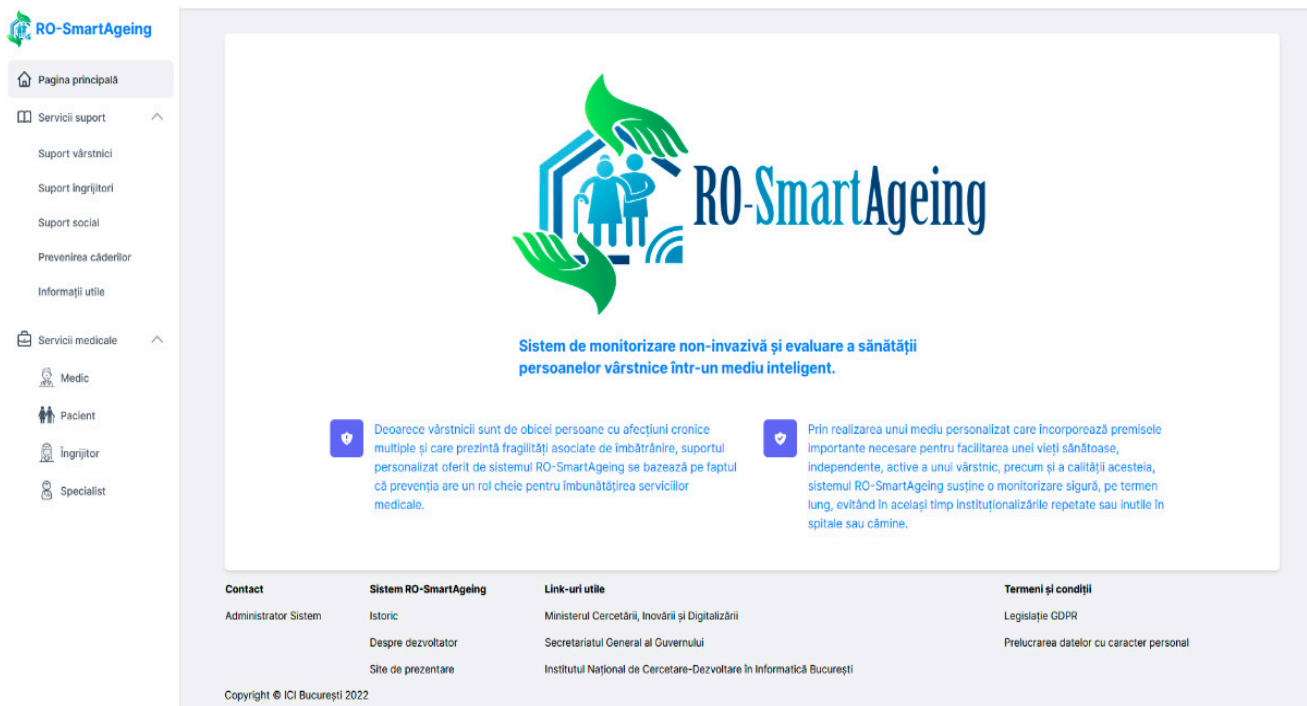 RO-SmartAgeing
Pagina principală
Servicii suport
Suport vârstnici
Suport îngrijitori
Suport social
Prevenirea căderilor
Informații utile
Servicii medicale
Medic
Pacient
Îngrijitor
Specialist
RO-SmartAgeing
Sistem de monitorizare non-invazivă și evaluare a sănătății
persoanelor vârstnice într-un mediu inteligent.
Deoarece vârstnicii sunt de obicei persoane cu afecțiuni cronice
multiple și care prezintă fragilități asociate de îmbătrânire, suportul
personalizat oferit de sistemul RO-SmartAgeing se bazează pe faptul
că prevenția are un rol cheie pentru îmbunătățirea serviciilor
medicale.
Prin realizarea unui mediu personalizat care încorporează premisele
importante necesare pentru facilitarea unei vieți sănătoase,
independente, active a unui vârstnic, precum și a calității acesteia,
sistemul RO-SmartAgeing susține o monitorizare sigură, pe termen
lung, evitând în același timp instituționalizările repetate sau inutile în
spitale sau cămine.
Contact
Administrator Sistem
Sistem RO-SmartAgeing
Istoric
Despre dezvoltator
Site de prezentare
Link-uri utile
Ministerul Cercetării, Inovării și Digitalizării
Secretariatul General al Guvernului
Institutul Național de Cercetare-Dezvoltare în Informatică București
Termeni și condiții
Legislație GDPR
Prelucrarea datelor cu caracter personal
Copyright © ICI București 2022